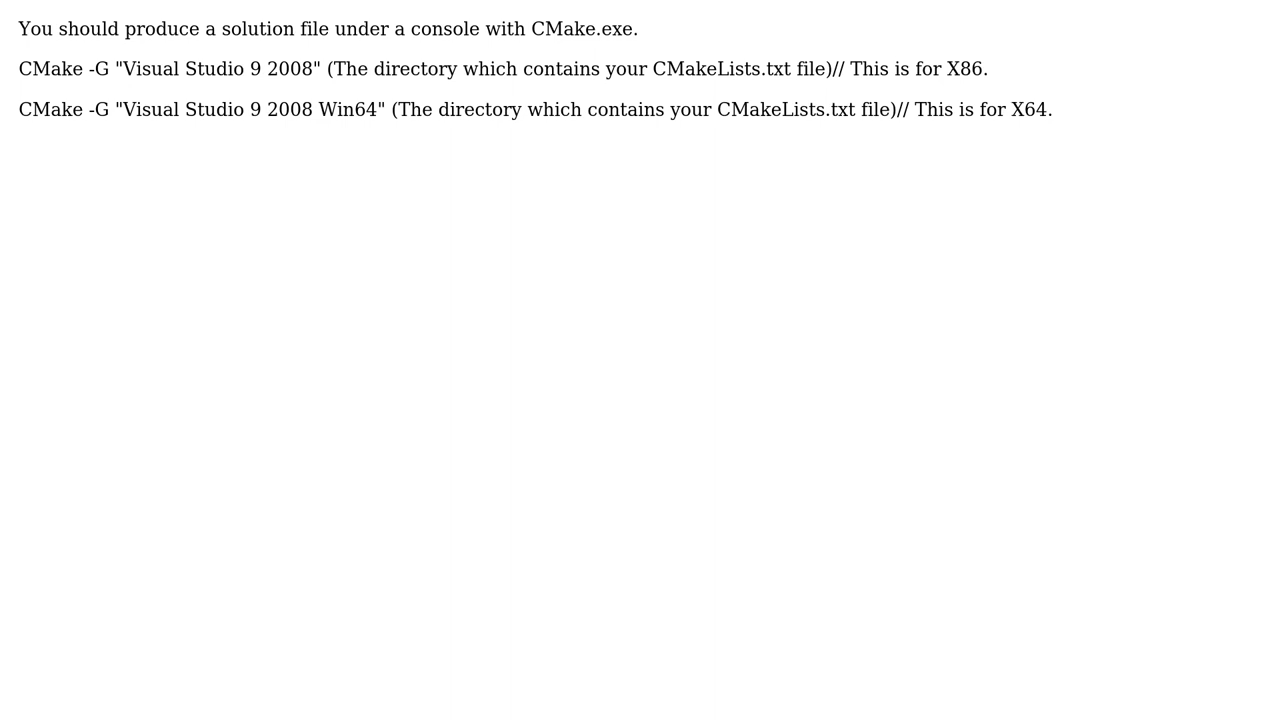 You should produce a solution file under a console with CMake.exe.
CMake -G "Visual Studio 9 2008" (The directory which contains your CMakeLists.txt file)// This is for X86.
CMake -G "Visual Studio 9 2008 Win64" (The directory which contains your CMakeLists.txt file)// This is for X64.